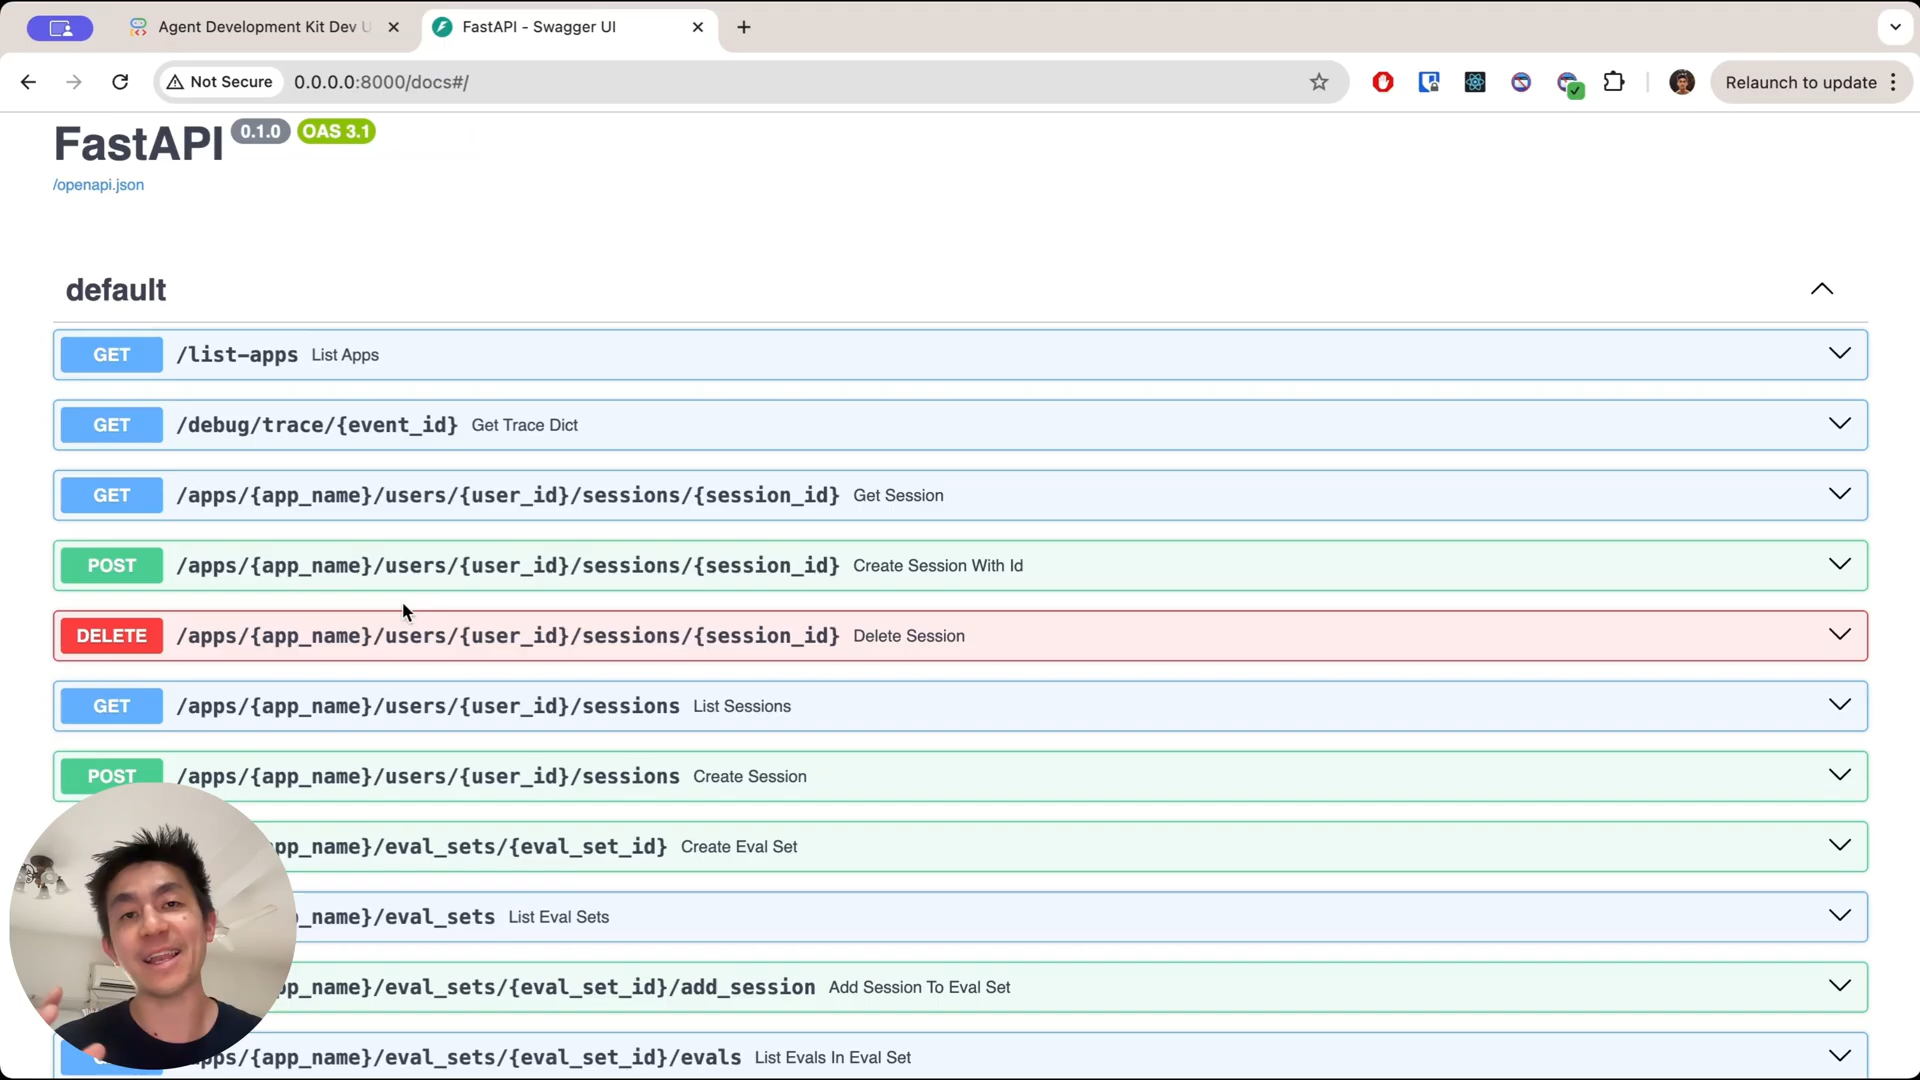 Agent Development Kit Dev U
FastAPI - Swagger UI
Not Secure
0.0.0.0:8000/docs#/
Relaunch to update
FastAPI 0.1.0 OAS 3.1
/openapi.json
default
GET /list-apps List Apps
GET /debug/trace/{event_id} Get Trace Dict
GET /apps/{app_name}/users/{user_id}/sessions/{session_id} Get Session
POST /apps/{app_name}/users/{user_id}/sessions/{session_id} Create Session With Id
DELETE /apps/{app_name}/users/{user_id}/sessions/{session_id} Delete Session
GET /apps/{app_name}/users/{user_id}/sessions List Sessions
POST /apps/{app_name}/users/{user_id}/sessions Create Session
pp_name}/eval_sets/{eval_set_id} Create Eval Set
_name}/eval_sets List Eval Sets
pp_name}/eval_sets/{eval_set_id}/add_session Add Session To Eval Set
pps/{app_name}/eval_sets/{eval_set_id}/evals List Evals In Eval Set